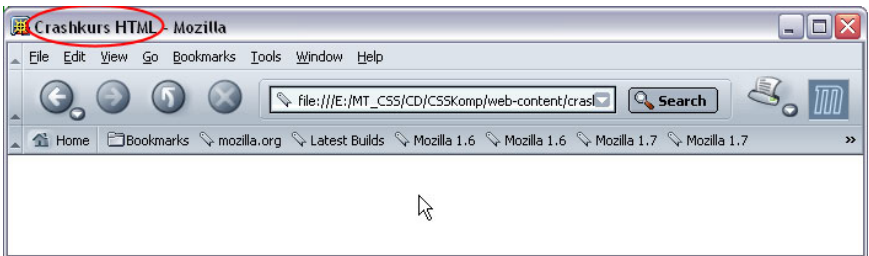 Crashkurs HTML - Mozilla
File Edit View Go Bookmarks Tools Window Help
file:///E:/MT_CSS/CD/CSSKomp/web-content/crasl Search
Home Bookmarks mozilla.org Latest Builds Mozilla 1.6 Mozilla 1.6 Mozilla 1.7 Mozilla 1.7 »